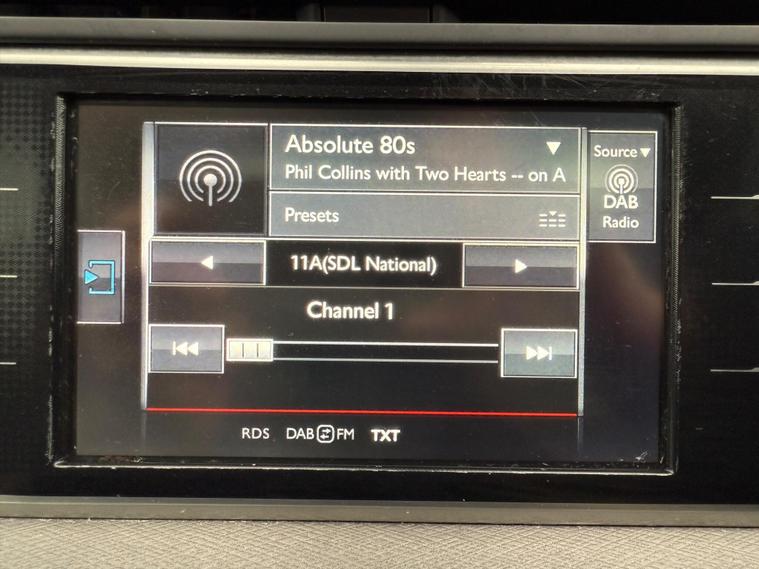 Absolute 80s
Phil Collins with Two Hearts -- on A
Source
DAB
Radio
Presets
11A(SDL National)
Channel 1
RDS DAB FM TXT